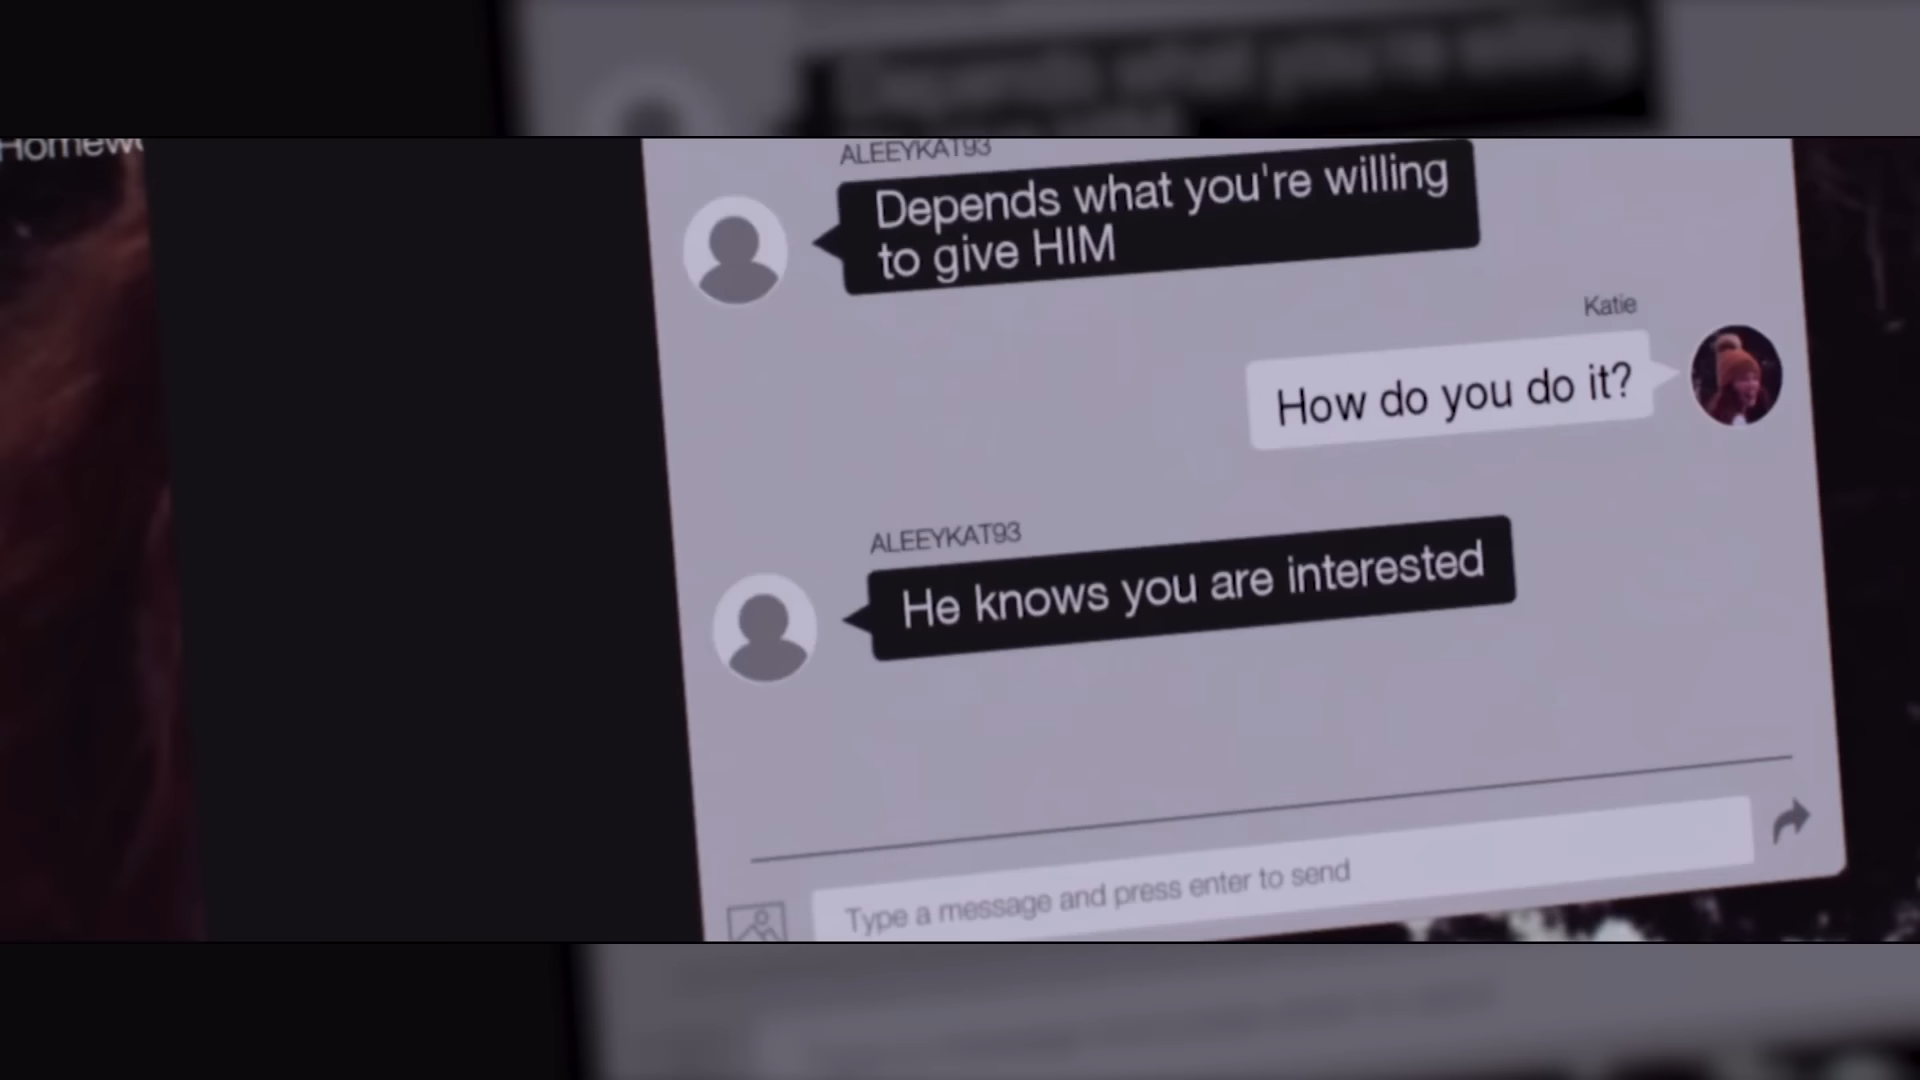 Homew
ALEEYKAT93
Depends what you're willing
to give HIM
Katie
How do you do it?
ALEEYKAT93
He knows you are interested
Type a message and press enter to send